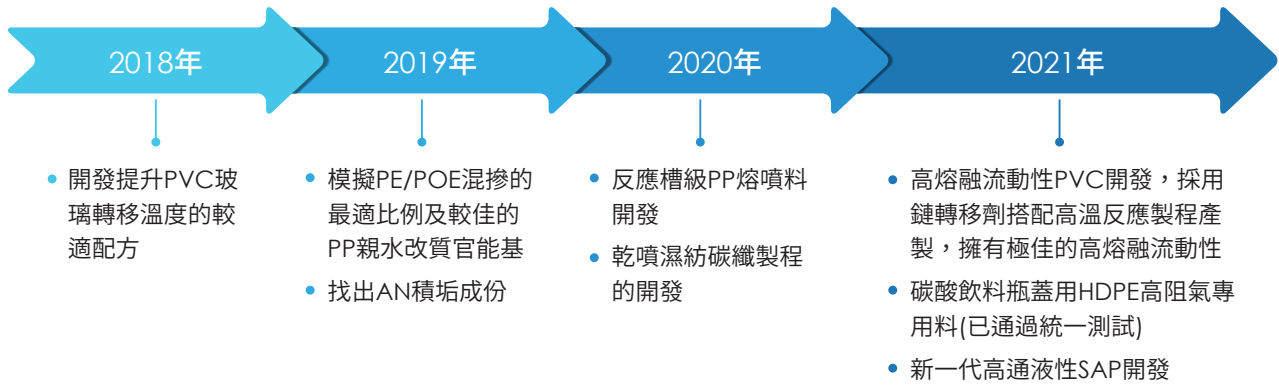 2018年
2019年
2020年
2021年
開發提升PVC玻
璃轉移溫度的較
適配方
模擬PE/POE混摻的
最適比例及較佳的
PP親水改質官能基
找出AN積垢成份
反應槽級PP熔噴料
開發
乾噴濕紡碳纖製程
的開發
高熔融流動性PVC開發，採用
鏈轉移劑搭配高溫反應製程產
製，擁有極佳的高熔融流動性
碳酸飲料瓶蓋用HDPE高阻氣專
用料(已通過統一測試)
新一代高通液性SAP開發